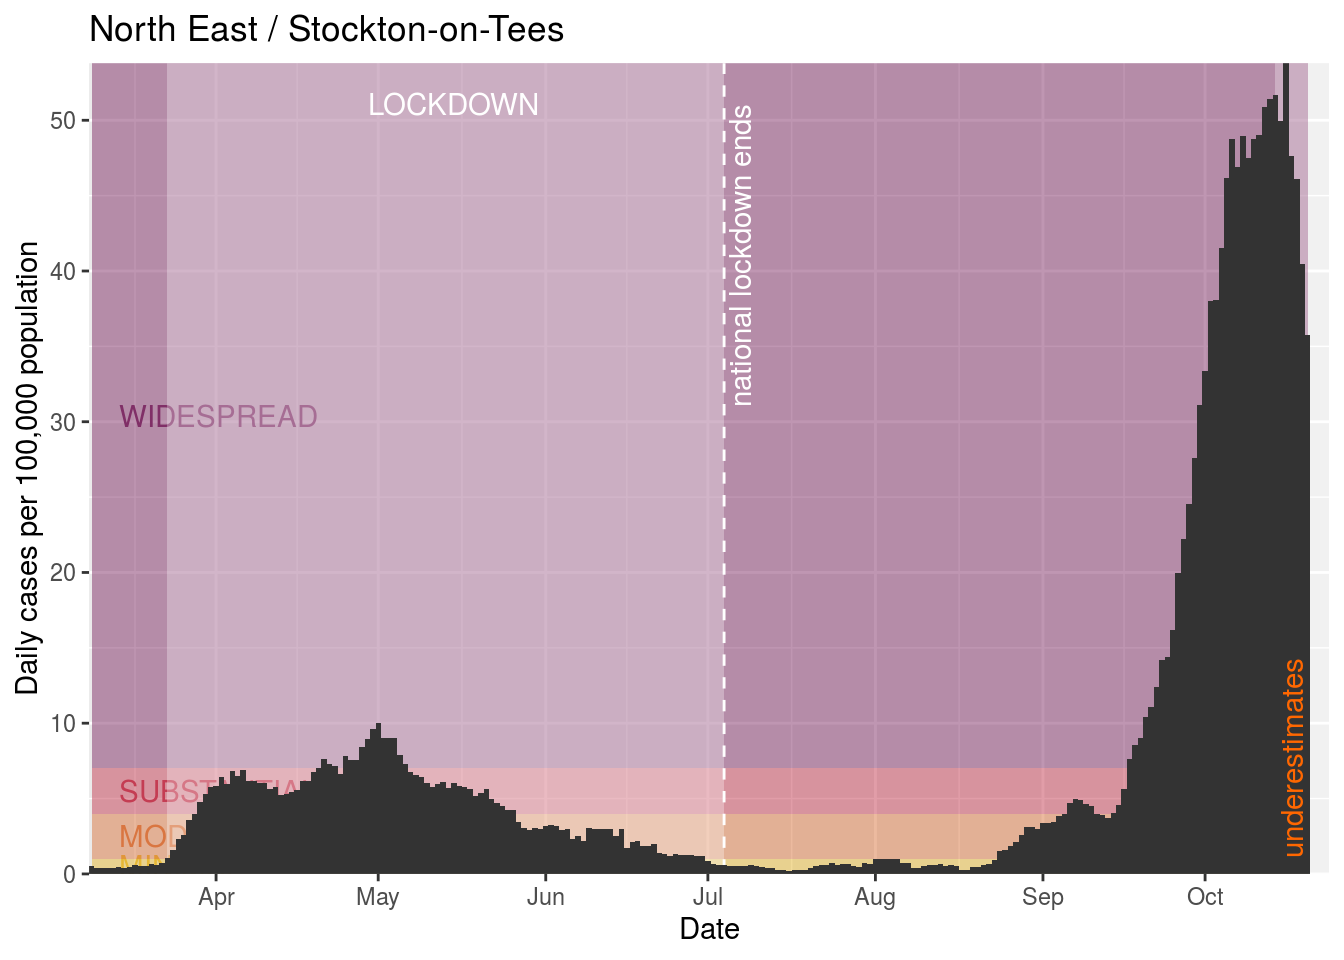 North East / Stockton-on-Tees
Daily cases per 100,000 population
50
40
30
20
10
0
LOCKDOWN
national lockdown ends
WIDESPREAD
underestimates
Apr
May
Jun
Jul
Aug
Sep
Oct
Date